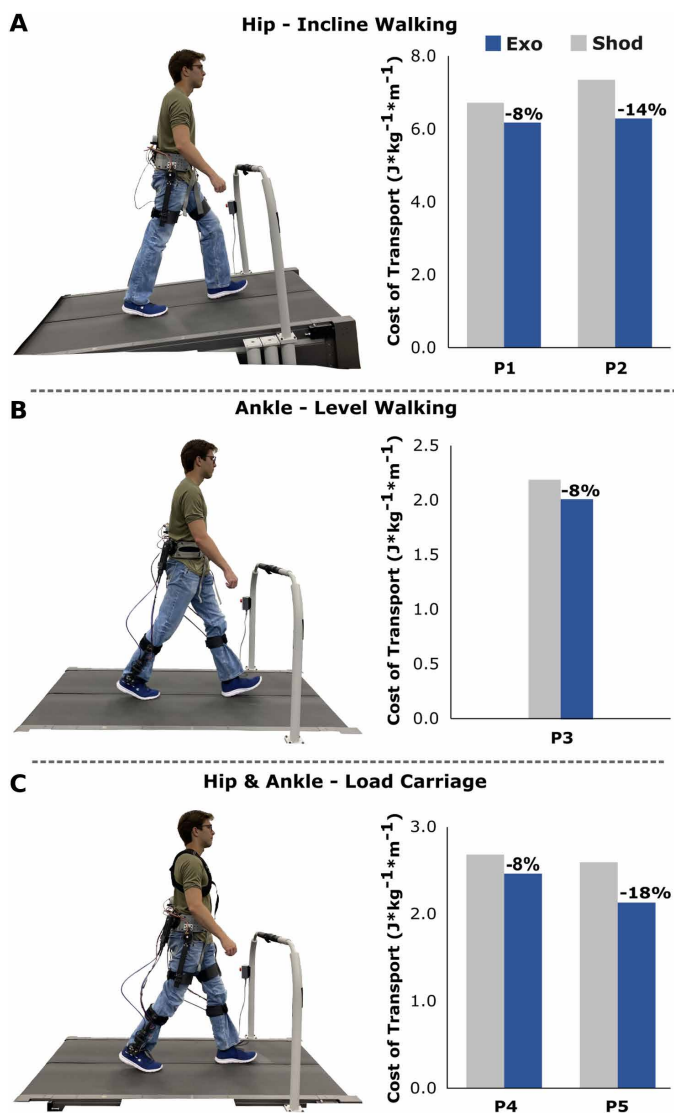 A
Hip - Incline Walking
Exo
Shod
Cost of Transport (J*kg⁻¹*m⁻¹)
8.0
6.0
4.0
2.0
0.0
-8%
-14%
P1
P2
B
Ankle - Level Walking
Cost of Transport (J*kg⁻¹*m⁻¹)
2.5
2.0
1.5
1.0
0.5
0.0
-8%
P3
C
Hip & Ankle - Load Carriage
Cost of Transport (J*kg⁻¹*m⁻¹)
3.0
2.0
1.0
0.0
-8%
-18%
P4
P5